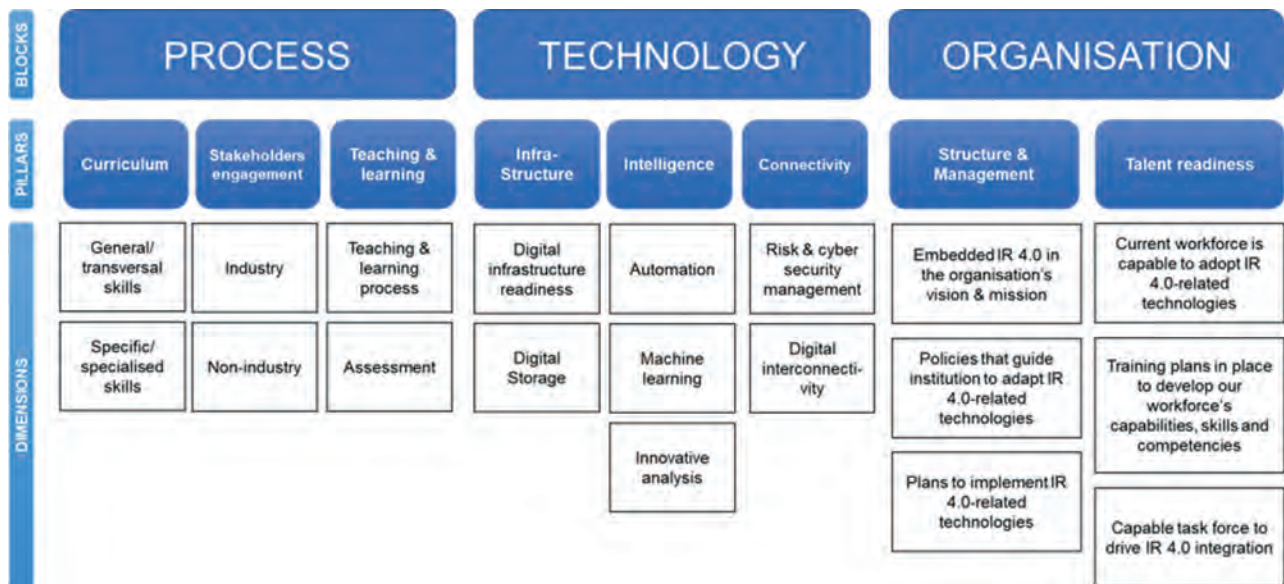 BLOCKS
PROCESS
TECHNOLOGY
ORGANISATION
PILLARS
Curriculum
Stakeholders
engagement
Teaching &
learning
Infra-
Structure
Intelligence
Connectivity
Structure &
Management
Talent readiness
DIMENSIONS
General/
transversal
skills
Industry
Teaching &
learning
process
Digital
infrastructure
readiness
Automation
Risk & cyber
security
management
Embedded IR 4.0 in
the organisation's
vision & mission
Current workforce is
capable to adopt IR
4.0-related
technologies
Specific/
specialised
skills
Non-industry
Assessment
Digital
Storage
Machine
learning
Digital
interconnecti-
vity
Policies that guide
institution to adapt IR
4.0-related
technologies
Training plans in place
to develop our
workforce's
capabilities, skills and
competencies
Innovative
analysis
Plans to implement IR
4.0-related
technologies
Capable task force to
drive IR 4.0 integration